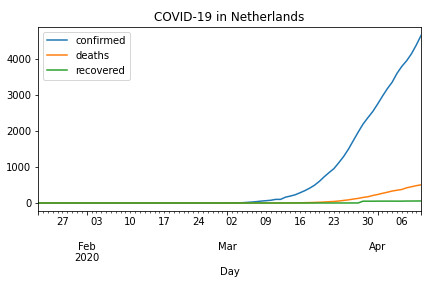 COVID-19 in Netherlands
confirmed
deaths
recovered
4000
3000
2000
1000
0
27 03 10 17 24 02 09 16 23 30 06
Feb Mar Apr
2020
Day